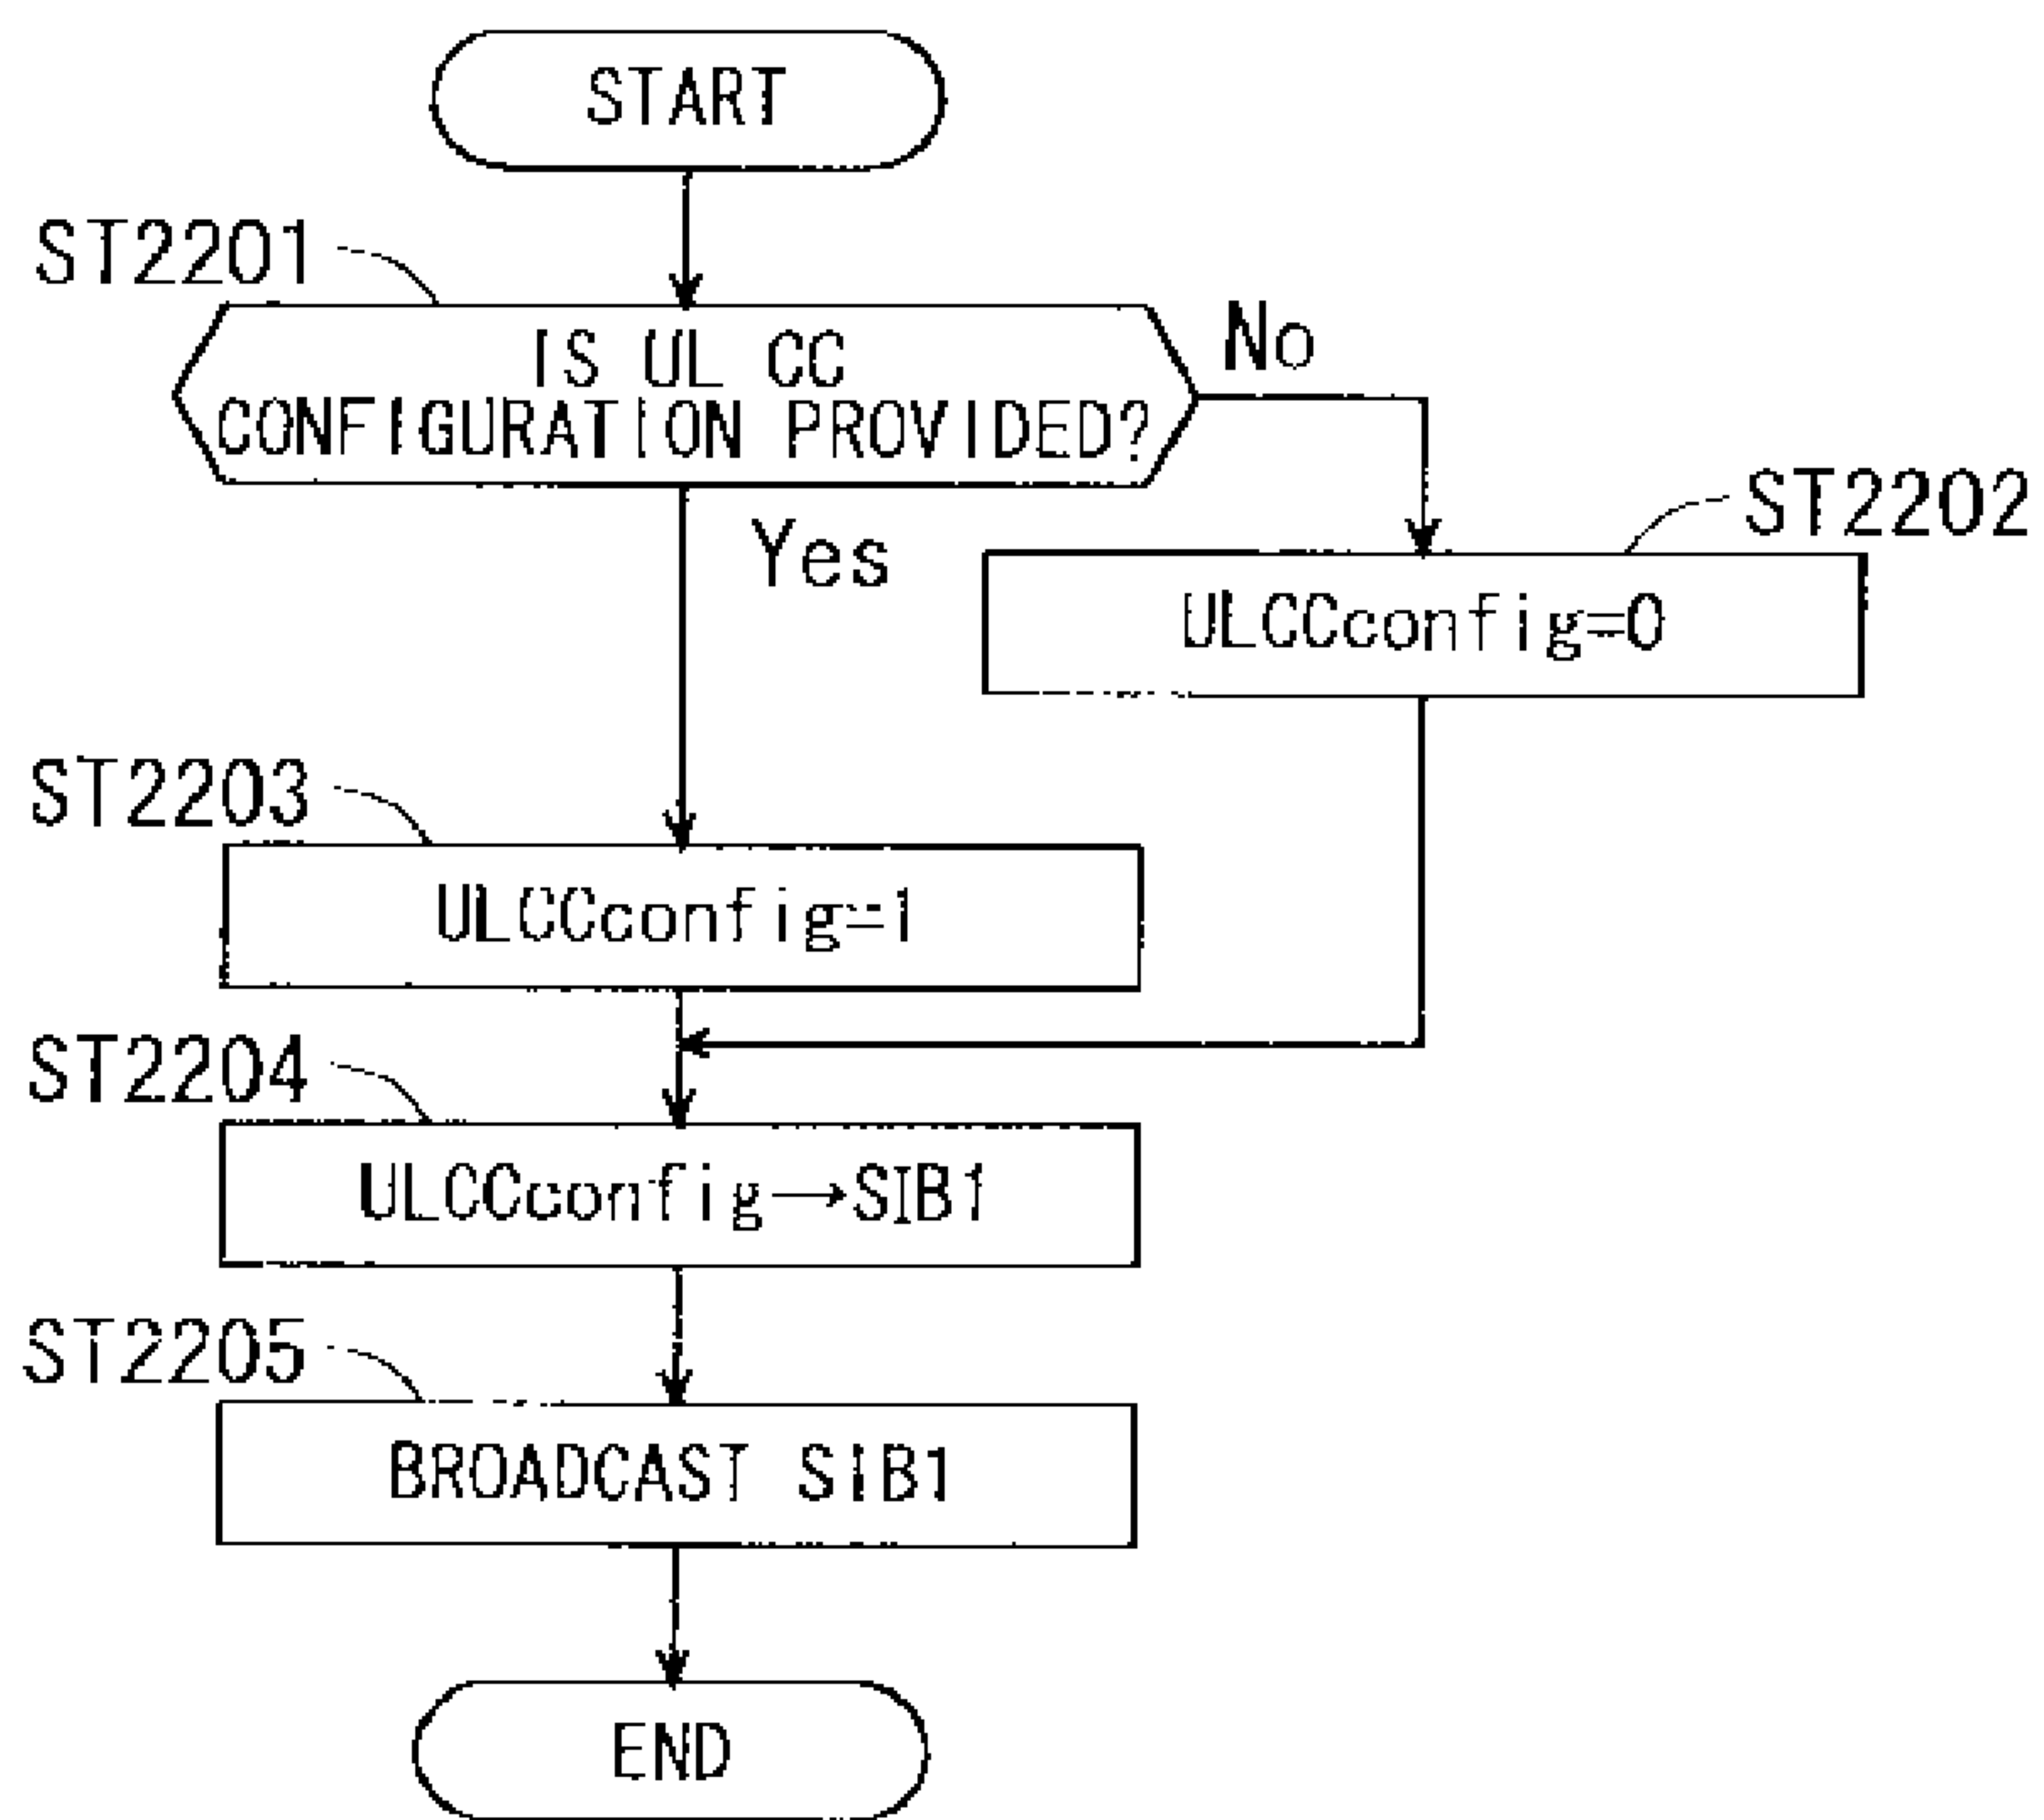 START
ST2201
IS UL CC
CONFIGURATION PROVIDED?
No
Yes
ST2202
ULCCconfig=0
ST2203
ULCCconfig=1
ST2204
ULCCconfig→SIB1
ST2205
BROADCAST SIB1
END